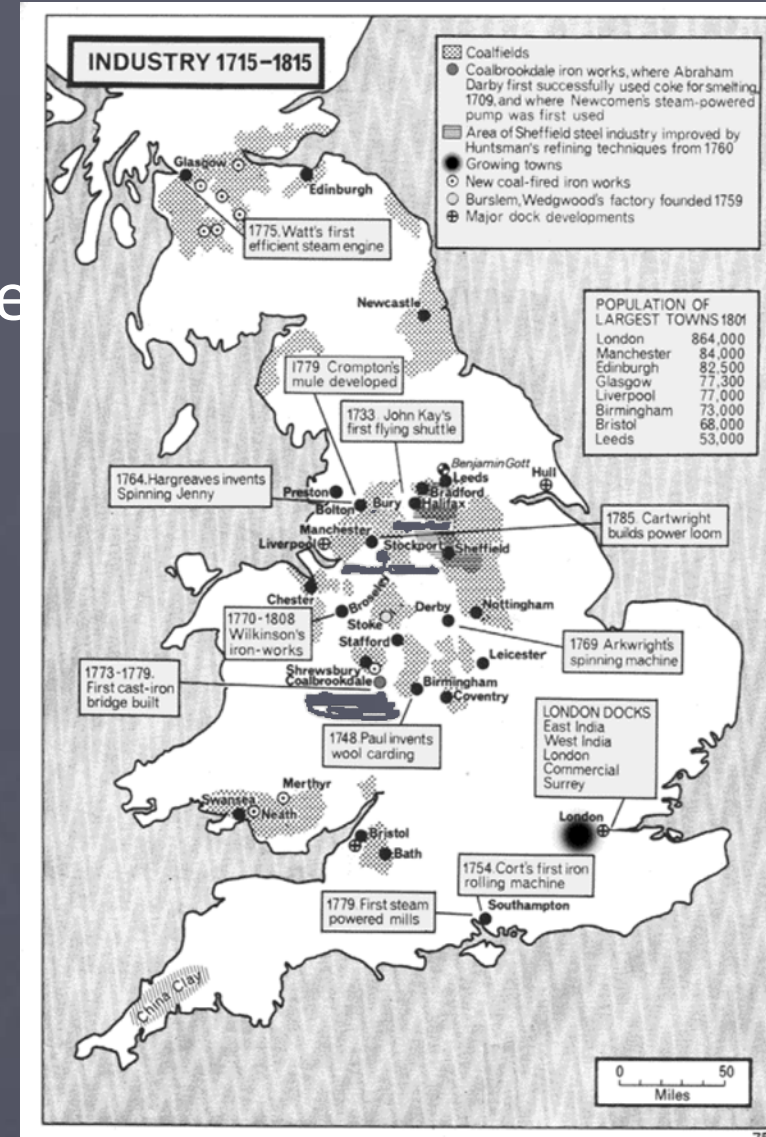 INDUSTRY 1715–1815
Coalfields
Coalbrookdale iron works, where Abraham
Darby first successfully used coke for smelting,
1709, and where Newcomen's steam-powered
pump was first used
Area of Sheffield steel industry improved by
Huntsman's refining techniques from 1760
Growing towns
New coal-fired iron works
Burslem, Wedgwood's factory founded 1759
Major dock developments
Glasgow
Edinburgh
1775. Watt's first
efficient steam engine
e
Newcastle
POPULATION OF
LARGEST TOWNS 1801
London 864,000
Manchester 84,000
Edinburgh 82,500
Glasgow 77,300
Liverpool 77,000
Birmingham 73,000
Bristol 68,000
Leeds 53,000
1779 Crompton's
mule developed
1733. John Kay's
first flying shuttle
1764. Hargreaves invents
Spinning Jenny
Benjamin Gott
Leeds
Hull
Preston
Bradford
Bolton
Bury
Halifax
1785. Cartwright
builds power loom
Manchester
Liverpool
Stockport
Sheffield
Chester
Broseley
1770-1808
Wilkinson's
iron-works
Stoke
Derby
Nottingham
Stafford
1769 Arkwright's
spinning machine
Leicester
1773-1779.
First cast-iron
bridge built
Shrewsbury
Coalbrookdale
Birmingham
Coventry
1748. Paul invents
wool carding
LONDON DOCKS
East India
West India
London
Commercial
Surrey
Merthyr
Swansea
Neath
London
Bristol
Bath
1754. Cort's first iron
rolling machine
1779. First steam
powered mills
Southampton
China Clay
0 50
Miles